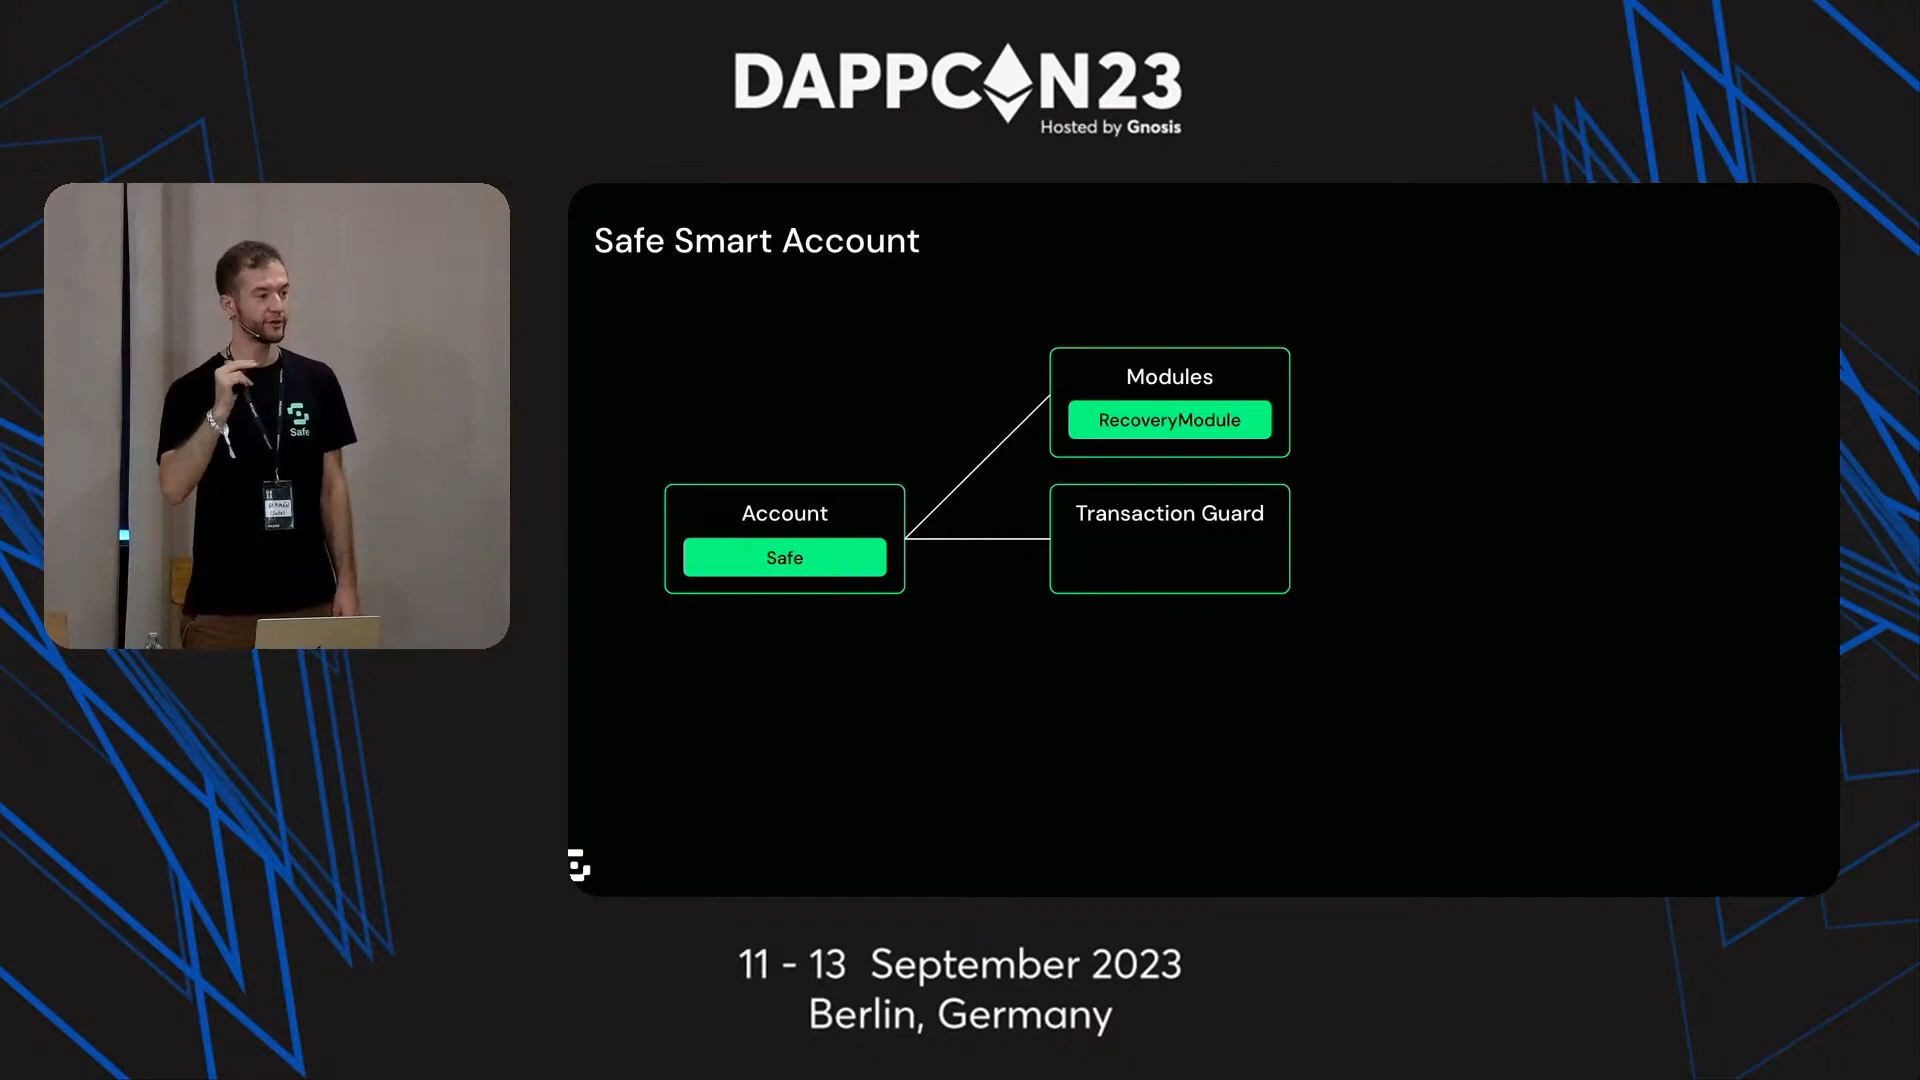 DAPPCON23
Hosted by Gnosis
Safe Smart Account
Modules
RecoveryModule
Account
Safe
Transaction Guard
Safe
11 - 13 September 2023
Berlin, Germany